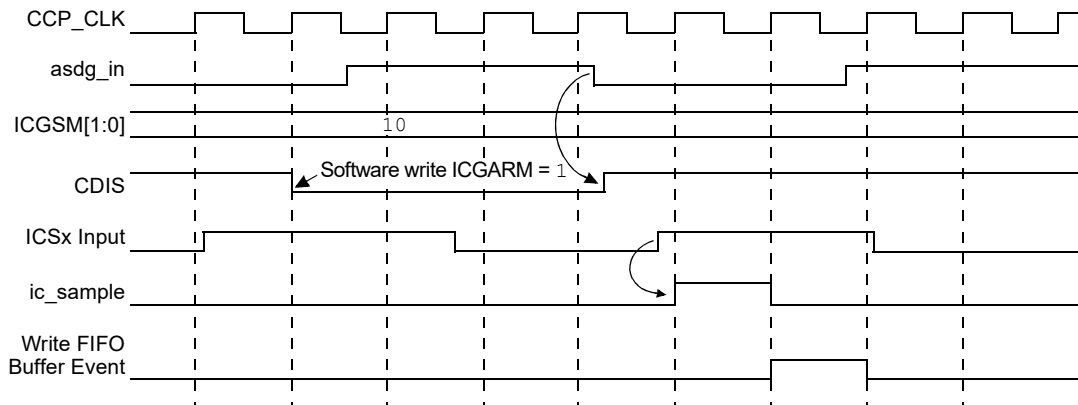 CCP_CLK
asdg_in
ICGSM[1:0]
10
Software write ICGARM = 1
CDIS
ICSx Input
ic_sample
Write FIFO
Buffer Event